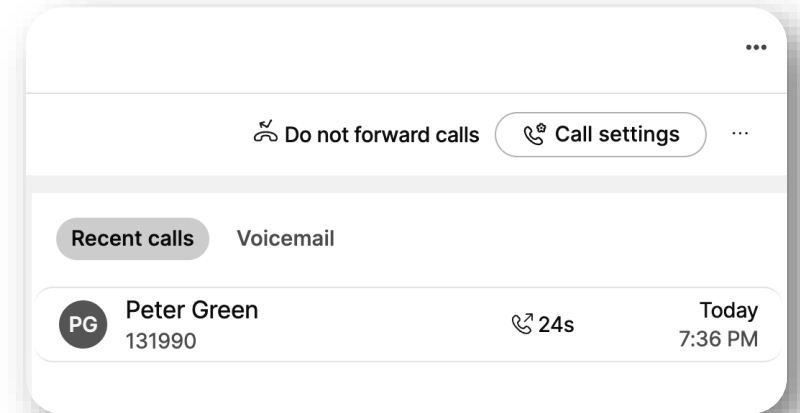 Do not forward calls Call settings
Recent calls Voicemail
PG Peter Green 24s Today
131990 7:36 PM